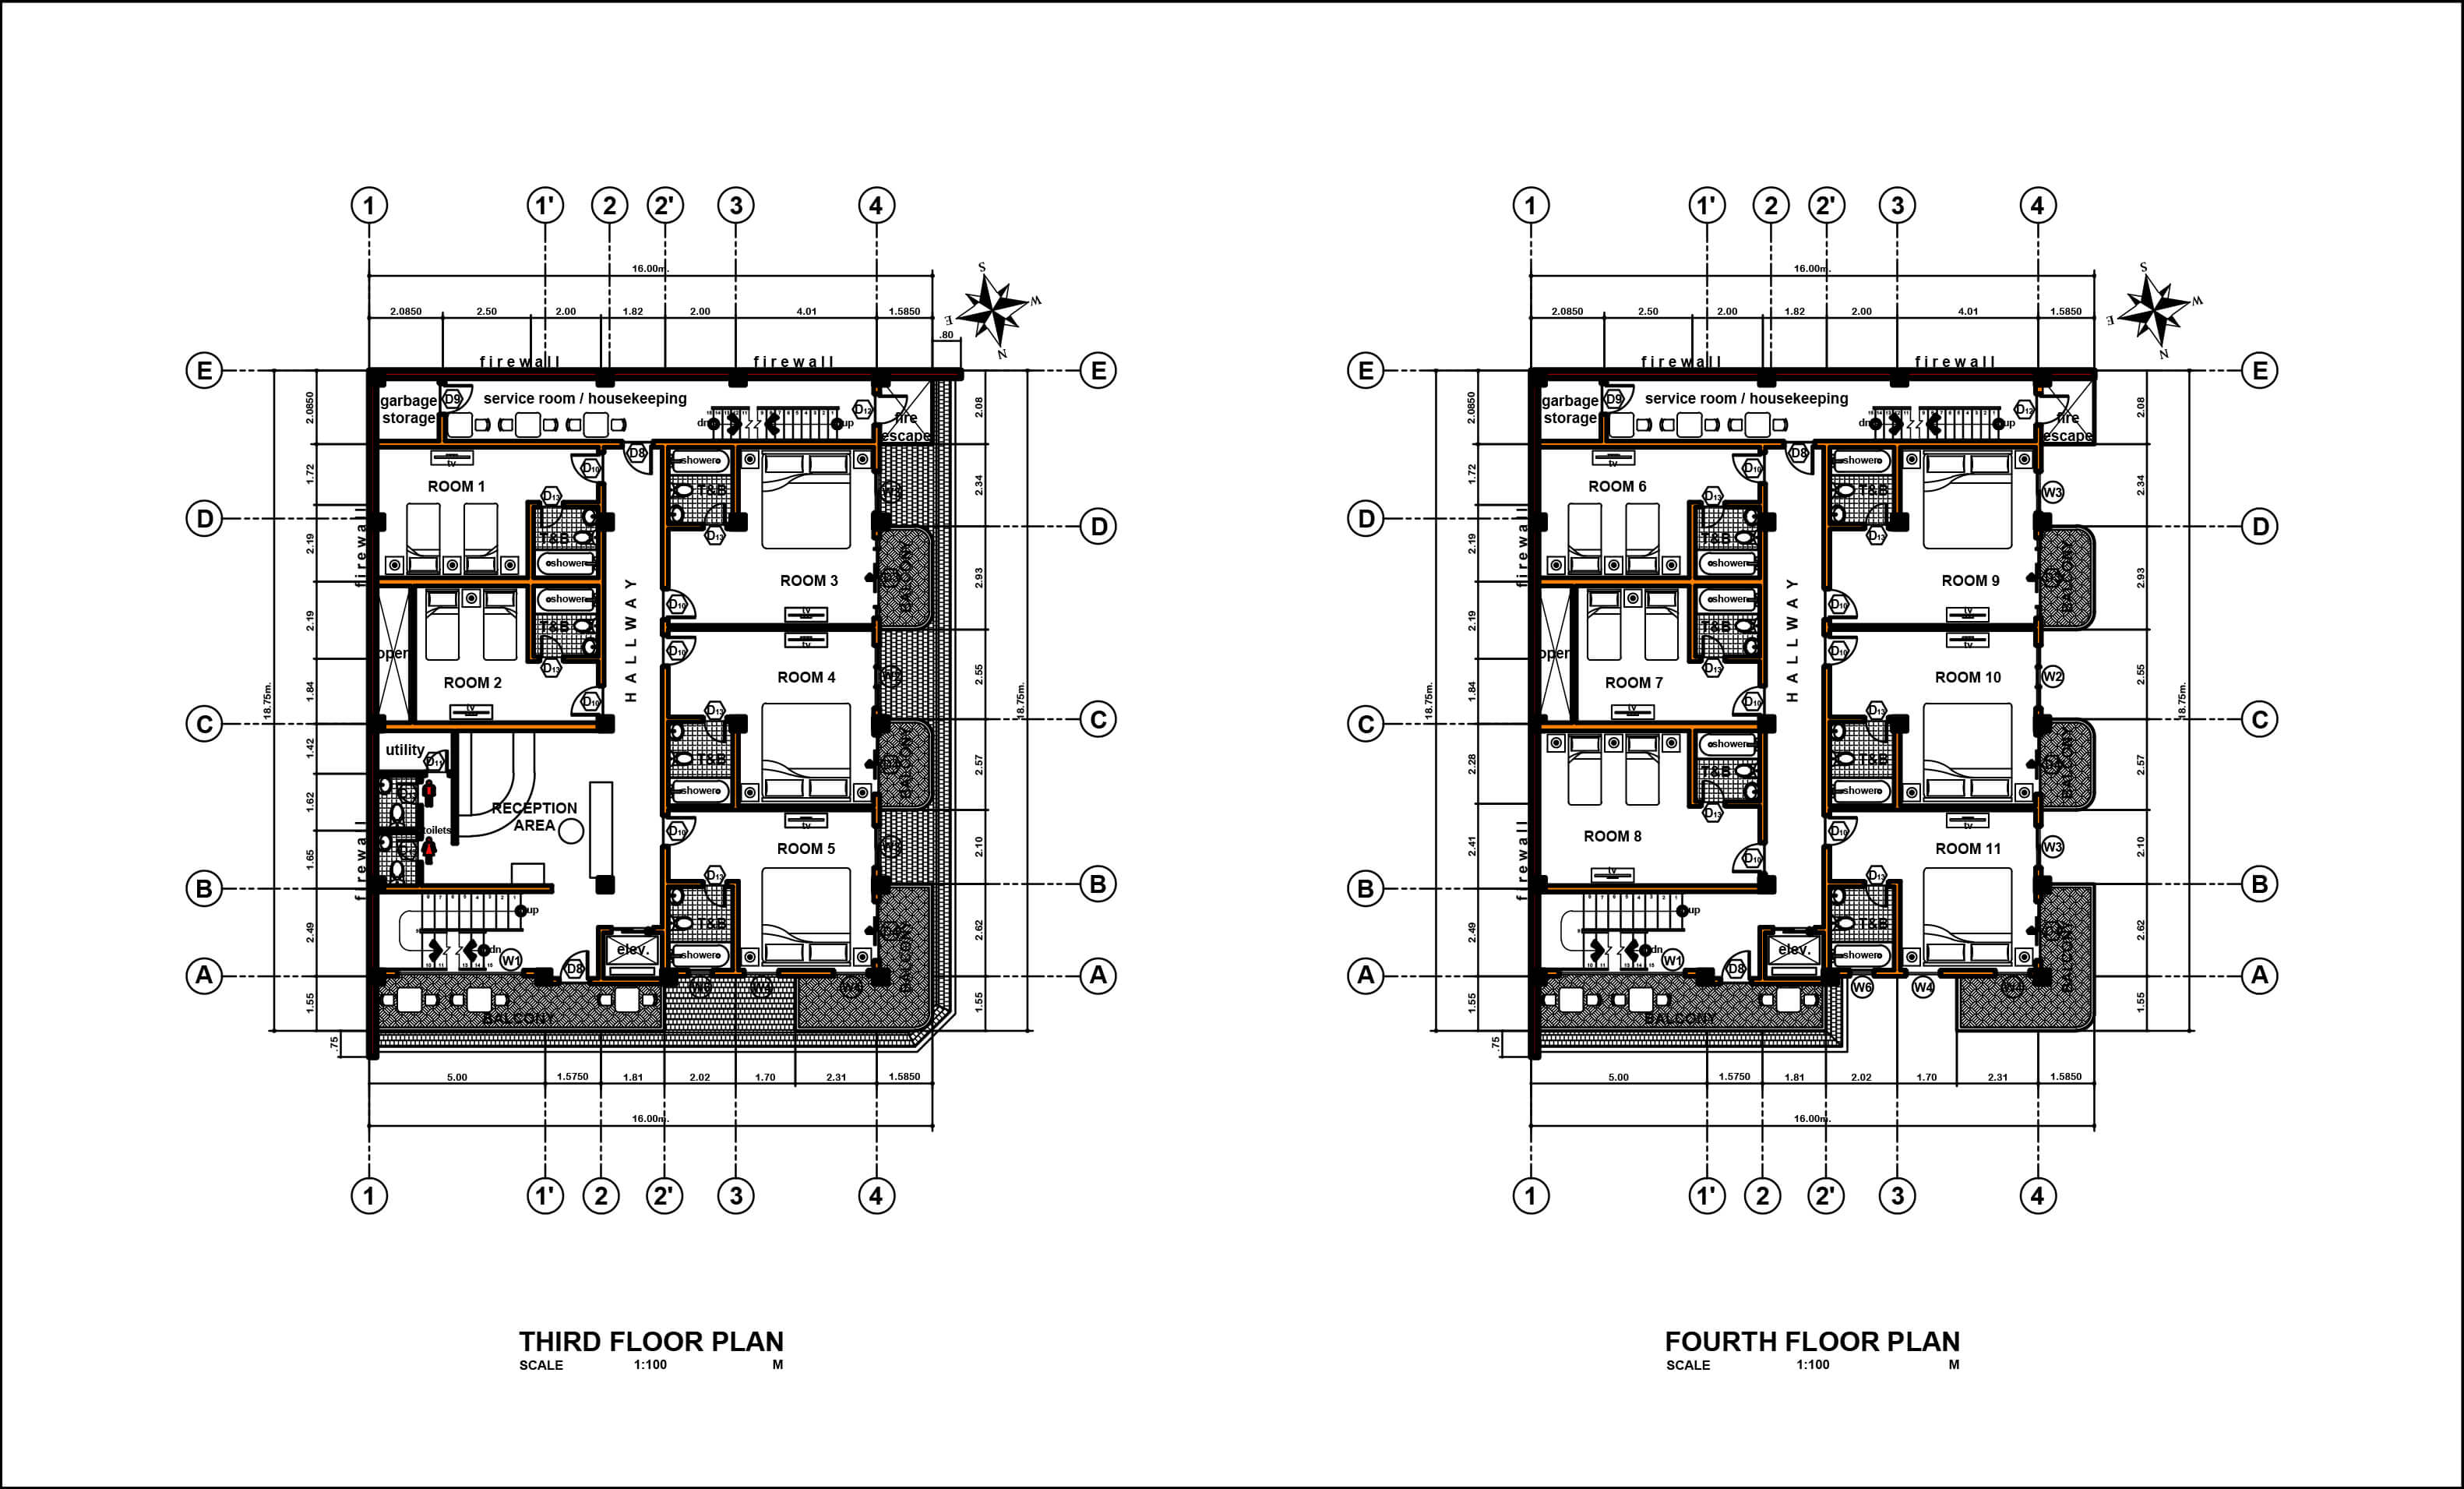 1 1' 2 2' 3 4
16.00m.
2.0850 2.50 2.00 1.82 2.00 4.01 1.5850
.80
S
W
E
N
firewall firewall
E E
garbage
storage
D9
service room / housekeeping
dn
up
D12
fire
escape
D8
D10
tv
shower
T&B
ROOM 1
D13
D13
T&B
shower
ROOM 3
D D
firewall
shower
T&B
D13
D10
tv
tv
D10
BALCONY
HALLWAY
open
ROOM 2
tv
D10
ROOM 4
D13
T&B
shower
BALCONY
C C
utility
D11
toilets
RECEPTION
AREA
D10
tv
ROOM 5
firewall
B B
D13
T&B
shower
up
dn
W1
D8
elev.
BALCONY
A A
BALCONY
2.0850
1.72
2.19
2.19
1.84
1.42
1.62
1.65
2.49
1.55
.75
18.75m.
2.08
2.34
2.93
2.55
2.57
2.10
2.62
1.55
18.75m.
5.00 1.5750 1.81 2.02 1.70 2.31 1.5850
16.00m.
1 1' 2 2' 3 4
THIRD FLOOR PLAN
SCALE 1:100 M
1 1' 2 2' 3 4
16.00m.
2.0850 2.50 2.00 1.82 2.00 4.01 1.5850
S
W
E
N
firewall firewall
E E
garbage
storage
D9
service room / housekeeping
dn
up
D12
fire
escape
D8
D10
tv
shower
T&B
ROOM 6
D13
D13
W3
T&B
shower
ROOM 9
D D
firewall
shower
T&B
D13
D10
tv
tv
D10
BALCONY
HALLWAY
open
ROOM 7
tv
D10
ROOM 10
W2
D13
T&B
shower
BALCONY
C C
shower
T&B
D13
ROOM 8
tv
D10
D10
tv
ROOM 11
W3
firewall
B B
D13
T&B
shower
up
dn
W1
D8
elev.
BALCONY
A A
W6
W4
BALCONY
2.0850
1.72
2.19
2.19
1.84
2.28
2.41
2.49
1.55
.75
18.75m.
2.08
2.34
2.93
2.55
2.57
2.10
2.62
1.55
18.75m.
5.00 1.5750 1.81 2.02 1.70 2.31 1.5850
16.00m.
1 1' 2 2' 3 4
FOURTH FLOOR PLAN
SCALE 1:100 M